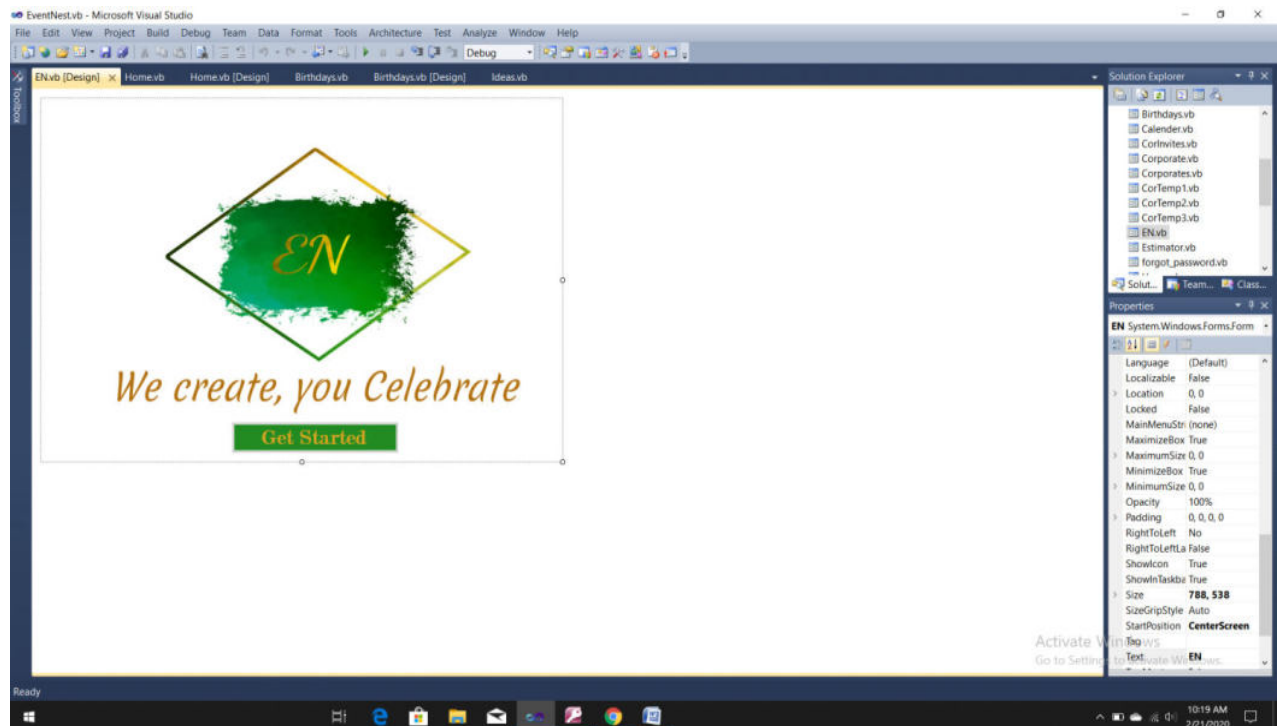 EventNest.vb - Microsoft Visual Studio
File Edit View Project Build Debug Team Data Format Tools Architecture Test Analyze Window Help
Debug
EN.vb [Design] Home.vb Home.vb [Design] Birthdays.vb Birthdays.vb [Design] Ideas.vb
Toolbox
EN
We create, you Celebrate
Get Started
Solution Explorer
Birthdays.vb
Calender.vb
CorInvites.vb
Corporate.vb
Corporates.vb
CorTemp1.vb
CorTemp2.vb
CorTemp3.vb
EN.vb
Estimator.vb
forgot_password.vb
Solut... Team... Class...
Properties
EN System.Windows.Forms.Form
Language (Default)
Localizable False
Location 0, 0
Locked False
MainMenuStri (none)
MaximizeBox True
MaximumSize 0, 0
MinimizeBox True
MinimumSize 0, 0
Opacity 100%
Padding 0, 0, 0, 0
RightToLeft No
RightToLeftLa False
ShowIcon True
ShowInTaskba True
Size 788, 538
SizeGripStyle Auto
StartPosition CenterScreen
Tag
Text EN
Activate Windows
Go to Settings to activate Windows.
Ready
10:19 AM
2/21/2020